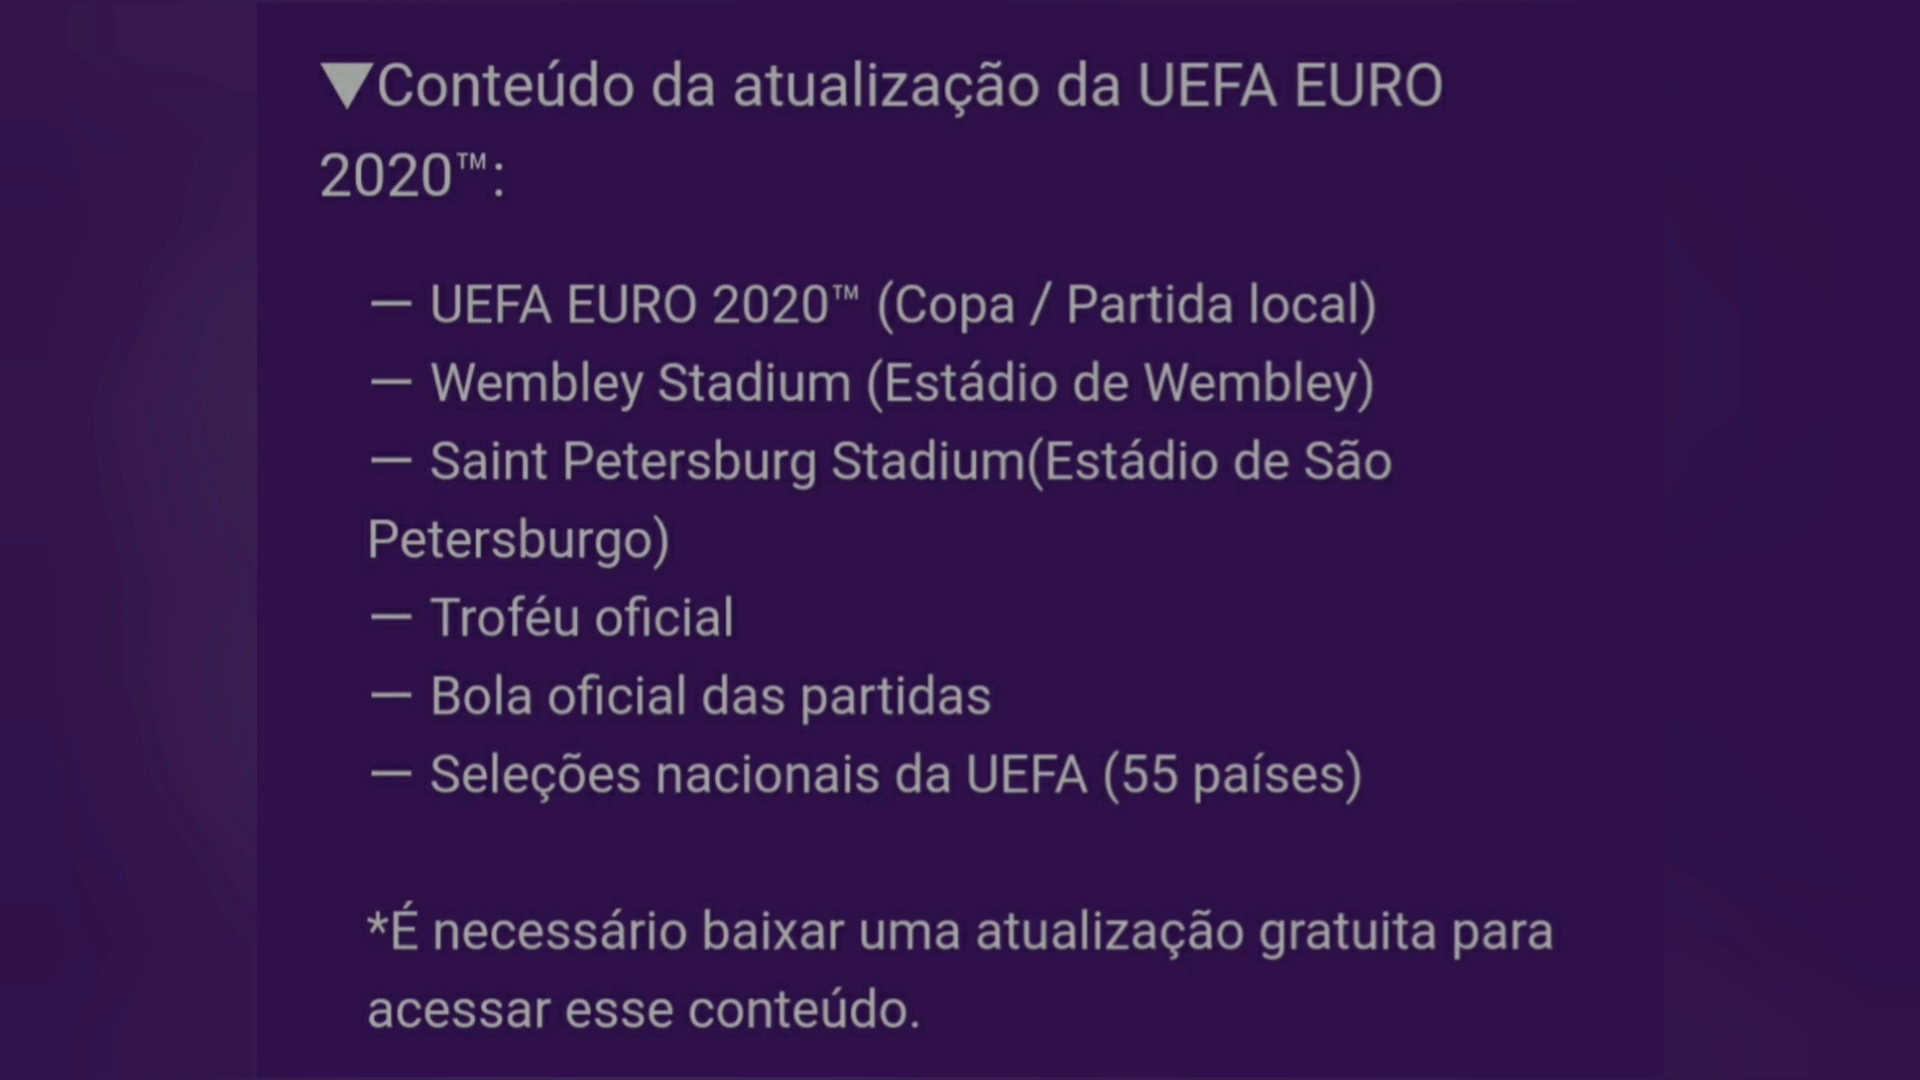 ▼Conteúdo da atualização da UEFA EURO
2020™:
— UEFA EURO 2020™ (Copa / Partida local)
— Wembley Stadium (Estádio de Wembley)
— Saint Petersburg Stadium(Estádio de São
Petersburgo)
— Troféu oficial
— Bola oficial das partidas
— Seleções nacionais da UEFA (55 países)
*É necessário baixar uma atualização gratuita para
acessar esse conteúdo.